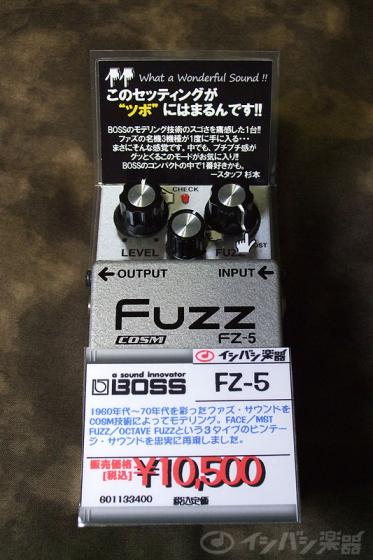 What a Wonderful Sound !!
このセッティングが
“ツボ”にはまるんです!!
BOSSのモデリング技術のスゴさを痛感した1台!!
ファズの名機3機種が1度に手に入る・・・
まさにそんな感覚です。中でも、ブチブチ感が
グッとくるこのモードがお気に入り!!
BOSSのコンパクトの中で1番好きかも。
ースタッフ 杉本
CHECK
LEVEL
FUZZ
OST
OUTPUT
INPUT
FUZZ
COSM
FZ-5
イシバシ楽器
a sound innovator
BOSS
FZ-5
1960年代~70年代を彩ったファズ・サウンドを
COSM技術によってモデリング。FACE/MST
FUZZ/OCTAVE FUZZという3タイプのビンテー
ジ・サウンドを忠実に再現しました。
販売価格
[税込]
¥10,500
601133400
税込定価
イシバシ楽器